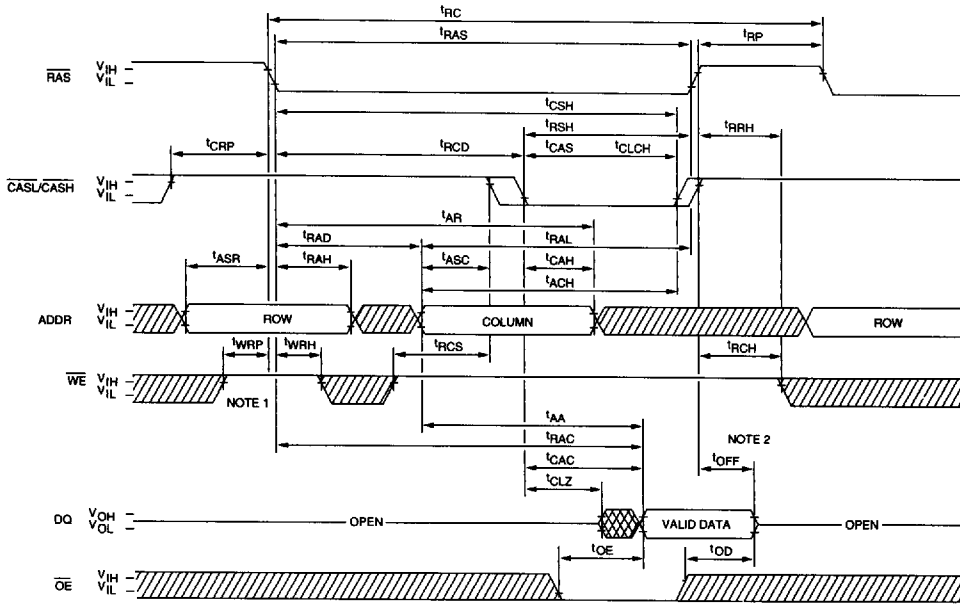 tRC
tRAS
tRP
RAS VIH
VIL
tCSH
tRSH
tRRH
tCRP
tRCD
tCAS tCLCH
CASL/CASH VIH
VIL
tAR
tRAD
tRAL
tASR
tRAH
tASC
tCAH
tACH
ADDR VIH
VIL
ROW
COLUMN
ROW
tWRP
tWRH
tRCS
tRCH
WE VIH
VIL
NOTE 1
tAA
tRAC
NOTE 2
tCAC
tOFF
tCLZ
DQ VOH
VOL
OPEN
VALID DATA
OPEN
tOE
tOD
OE VIH
VIL